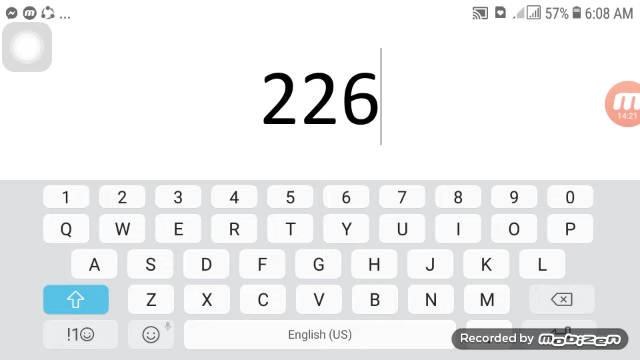 ... 57% 6:08 AM
226
14:21
1 2 3 4 5 6 7 8 9 0
Q W E R T Y U I O P
A S D F G H J K L
Z X C V B N M
!1☺ English (US)
Recorded by mobizen